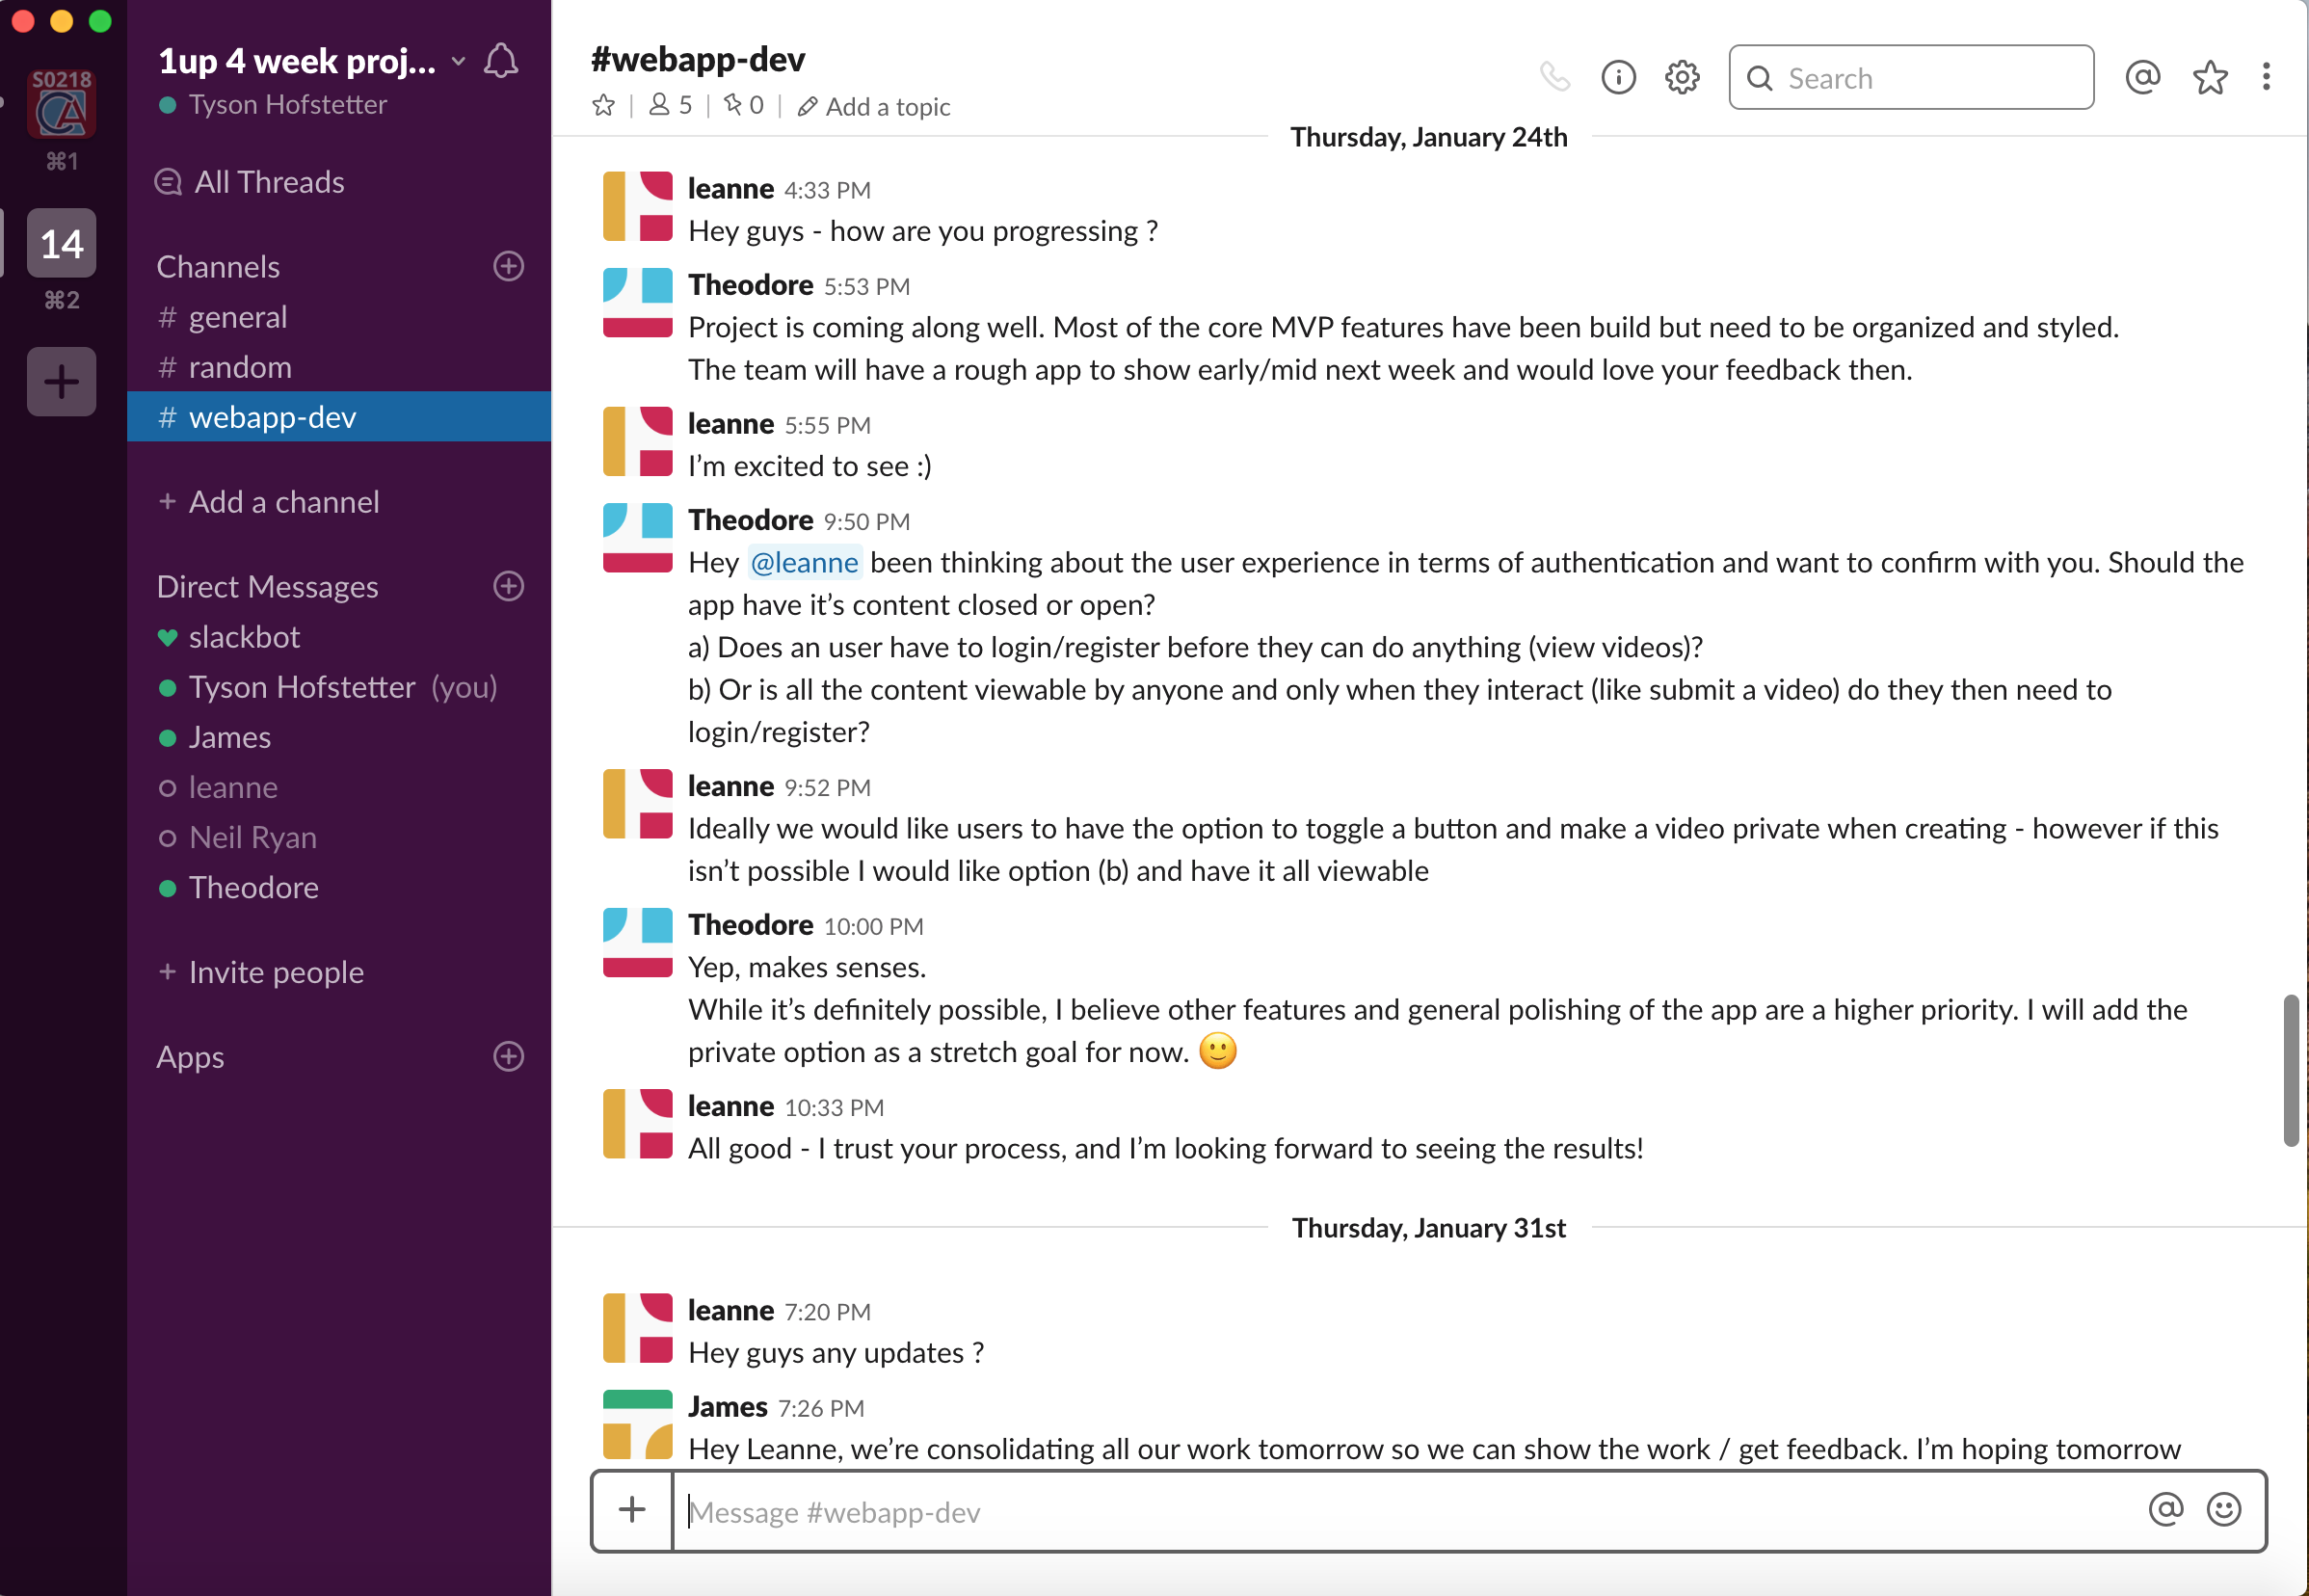 S0218
⌘1
14
⌘2
1up 4 week proj...
Tyson Hofstetter
All Threads
Channels
# general
# random
# webapp-dev
+ Add a channel
Direct Messages
slackbot
Tyson Hofstetter (you)
James
leanne
Neil Ryan
Theodore
+ Invite people
Apps
#webapp-dev
5 | 0 | Add a topic
Search
Thursday, January 24th
leanne 4:33 PM
Hey guys - how are you progressing ?
Theodore 5:53 PM
Project is coming along well. Most of the core MVP features have been build but need to be organized and styled.
The team will have a rough app to show early/mid next week and would love your feedback then.
leanne 5:55 PM
I’m excited to see :)
Theodore 9:50 PM
Hey @leanne been thinking about the user experience in terms of authentication and want to confirm with you. Should the
app have it’s content closed or open?
a) Does an user have to login/register before they can do anything (view videos)?
b) Or is all the content viewable by anyone and only when they interact (like submit a video) do they then need to
login/register?
leanne 9:52 PM
Ideally we would like users to have the option to toggle a button and make a video private when creating - however if this
isn’t possible I would like option (b) and have it all viewable
Theodore 10:00 PM
Yep, makes senses.
While it’s definitely possible, I believe other features and general polishing of the app are a higher priority. I will add the
private option as a stretch goal for now. 🙂
leanne 10:33 PM
All good - I trust your process, and I’m looking forward to seeing the results!
Thursday, January 31st
leanne 7:20 PM
Hey guys any updates ?
James 7:26 PM
Hey Leanne, we’re consolidating all our work tomorrow so we can show the work / get feedback. I’m hoping tomorrow
Message #webapp-dev